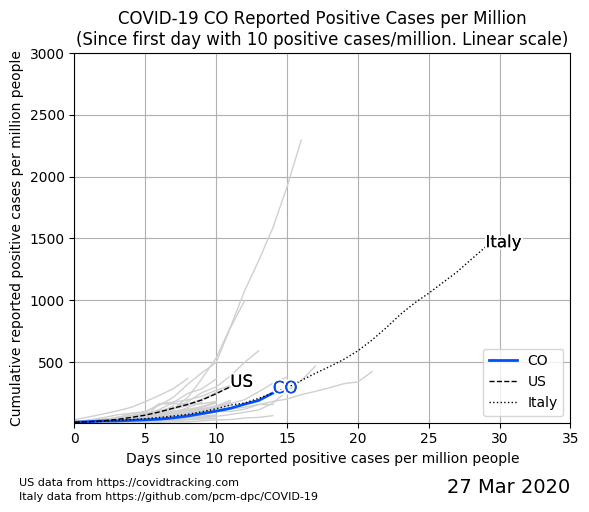 COVID-19 CO Reported Positive Cases per Million
(Since first day with 10 positive cases/million. Linear scale)
Cumulative reported positive cases per million people
3000
2500
2000
1500
1000
500
Italy
US
CO
CO
US
Italy
0 5 10 15 20 25 30 35
Days since 10 reported positive cases per million people
US data from https://covidtracking.com
Italy data from https://github.com/pcm-dpc/COVID-19
27 Mar 2020